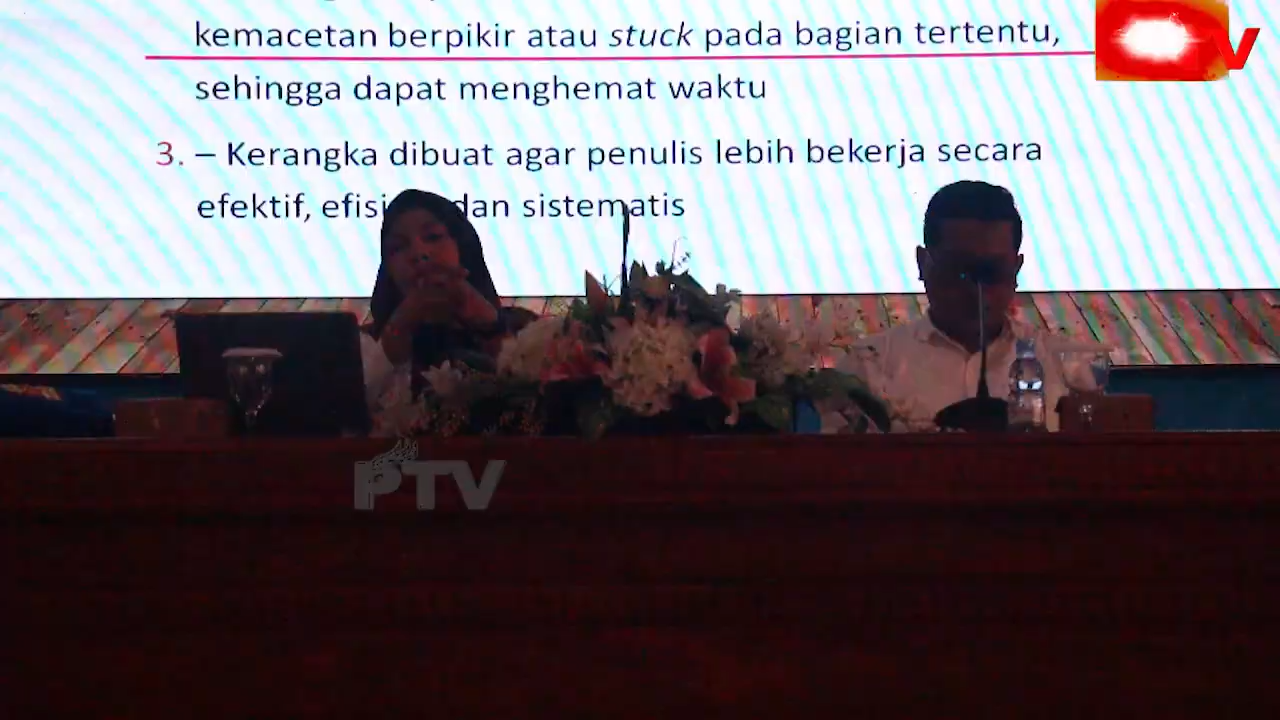 kemacetan berpikir atau stuck pada bagian tertentu,
sehingga dapat menghemat waktu
3. – Kerangka dibuat agar penulis lebih bekerja secara
efektif, dan sistematis
PTV